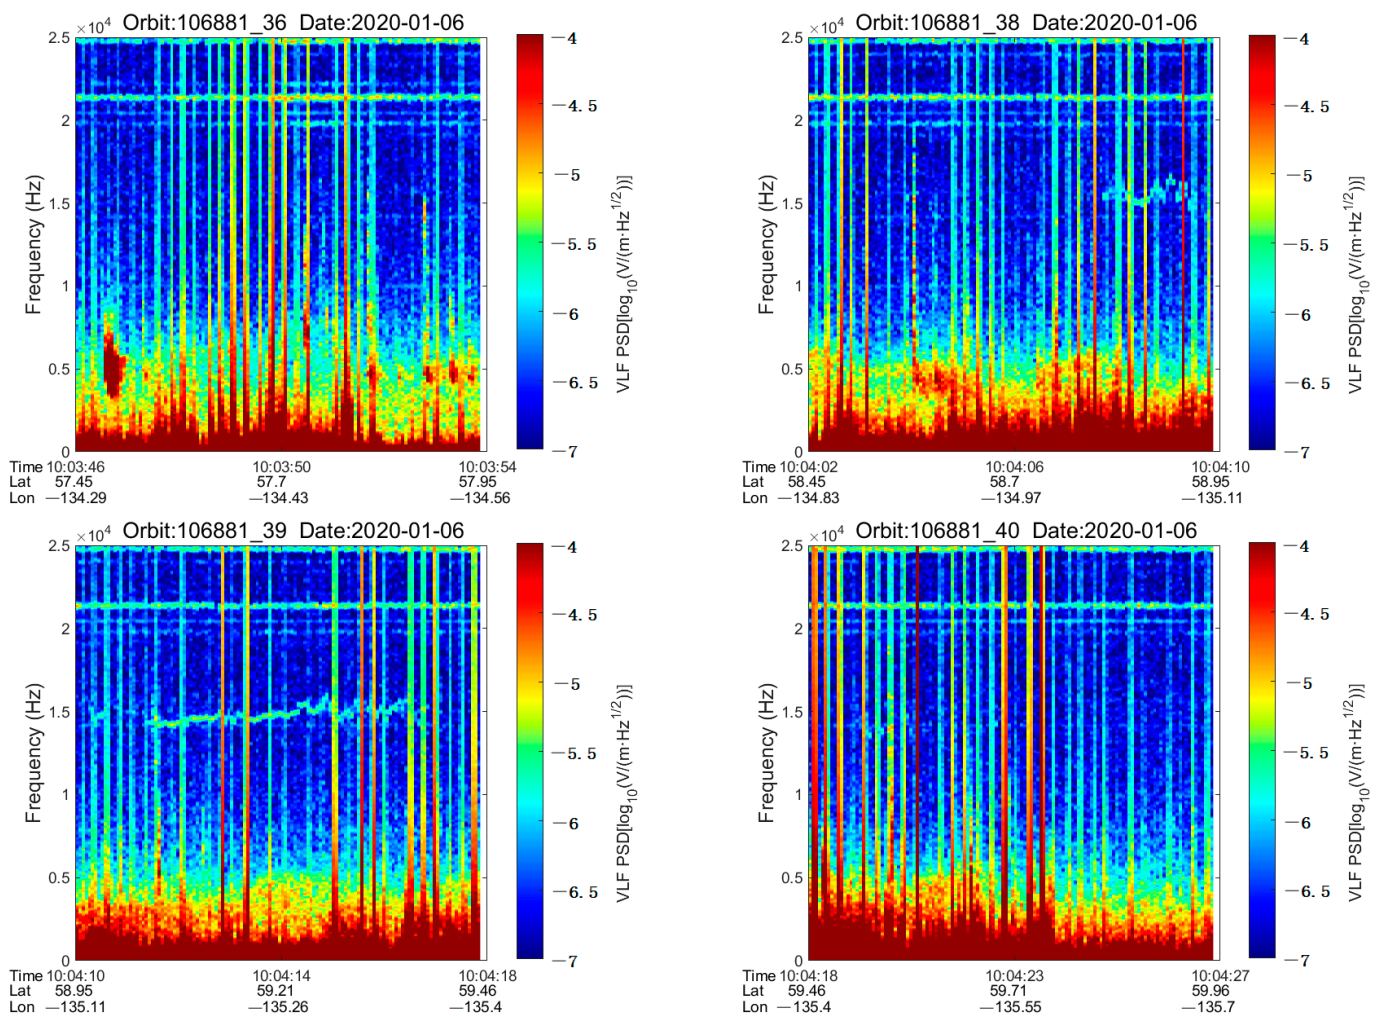 Orbit:106881_36 Date:2020-01-06
×10⁴
2.5
2
1.5
1
0.5
0
Frequency (Hz)
−4
−4.5
−5
−5.5
−6
−6.5
−7
VLF PSD[log10(V/(m·Hz^1/2))]
Time 10:03:46 10:03:50 10:03:54
Lat 57.45 57.7 57.95
Lon −134.29 −134.43 −134.56
Orbit:106881_38 Date:2020-01-06
×10⁴
2.5
2
1.5
1
0.5
0
Frequency (Hz)
−4
−4.5
−5
−5.5
−6
−6.5
−7
VLF PSD[log10(V/(m·Hz^1/2))]
Time 10:04:02 10:04:06 10:04:10
Lat 58.45 58.7 58.95
Lon −134.83 −134.97 −135.11
Orbit:106881_39 Date:2020-01-06
×10⁴
2.5
2
1.5
1
0.5
0
Frequency (Hz)
−4
−4.5
−5
−5.5
−6
−6.5
−7
VLF PSD[log10(V/(m·Hz^1/2))]
Time 10:04:10 10:04:14 10:04:18
Lat 58.95 59.21 59.46
Lon −135.11 −135.26 −135.4
Orbit:106881_40 Date:2020-01-06
×10⁴
2.5
2
1.5
1
0.5
0
Frequency (Hz)
−4
−4.5
−5
−5.5
−6
−6.5
−7
VLF PSD[log10(V/(m·Hz^1/2))]
Time 10:04:18 10:04:23 10:04:27
Lat 59.46 59.71 59.96
Lon −135.4 −135.55 −135.7